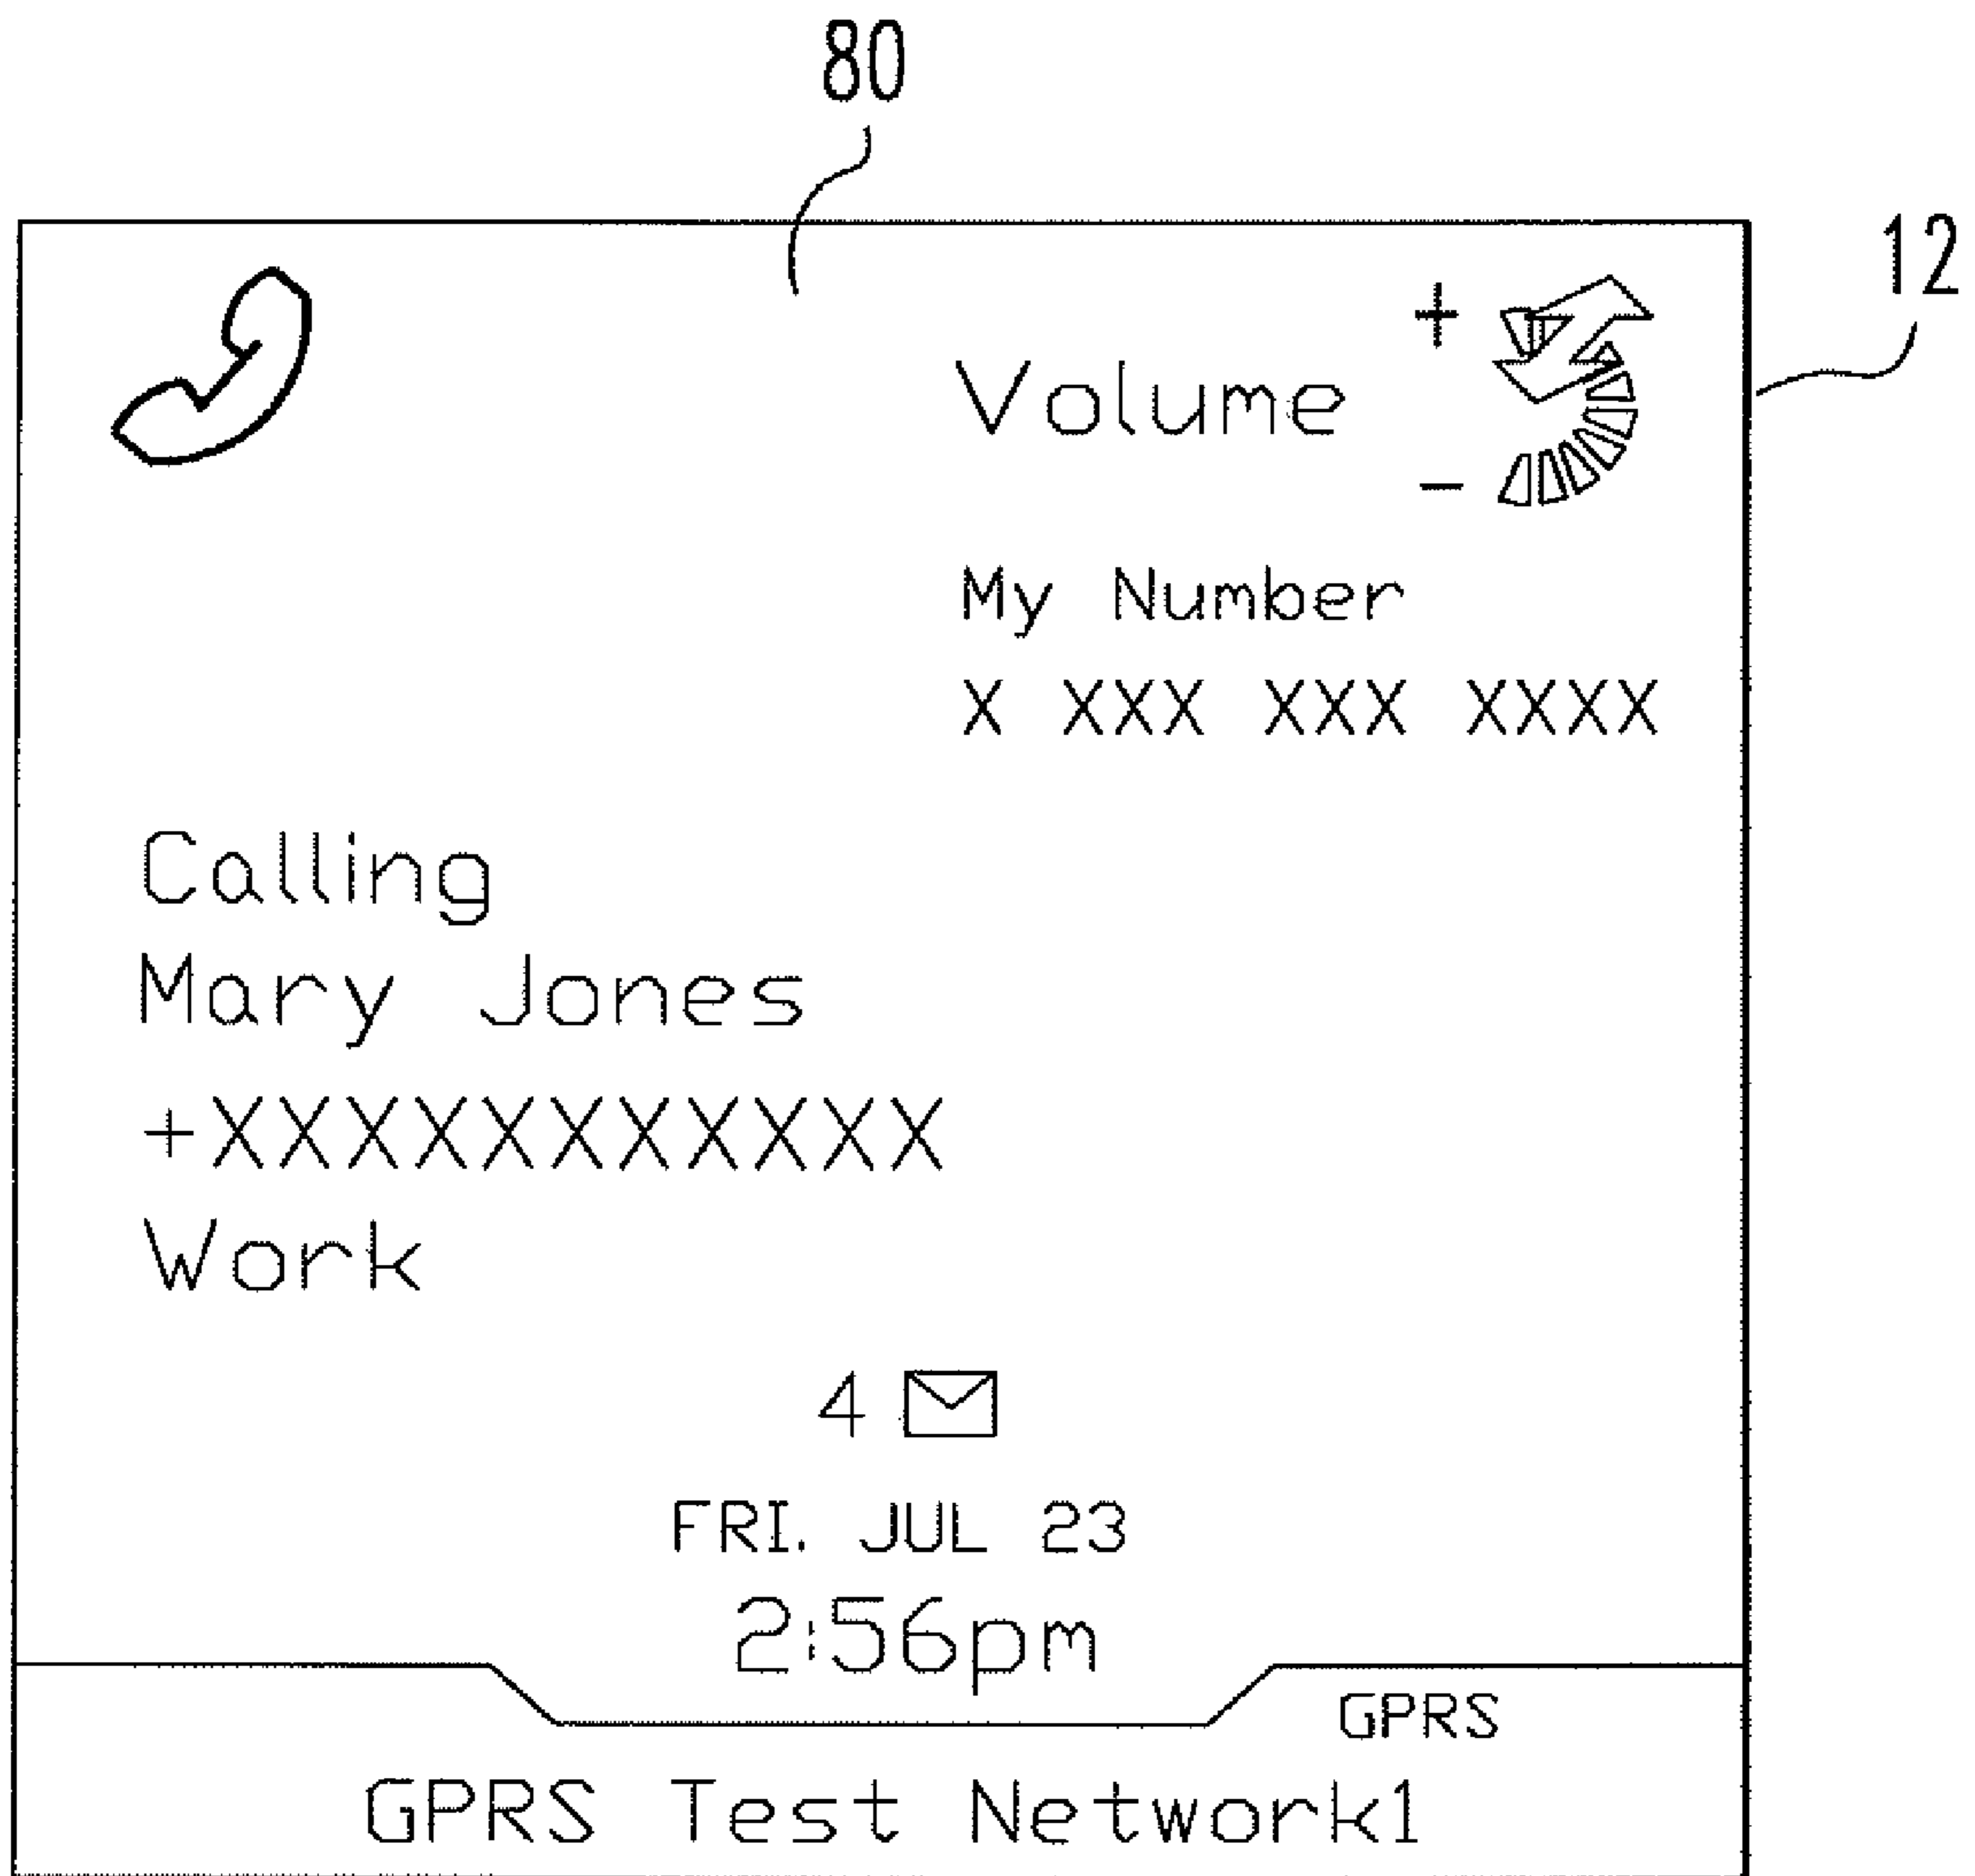 80
12
+
Volume
-
My Number
X XXX XXX XXXX
Calling
Mary Jones
+XXXXXXXXXXX
Work
4
FRI. JUL 23
2:56pm
GPRS
GPRS Test Network1